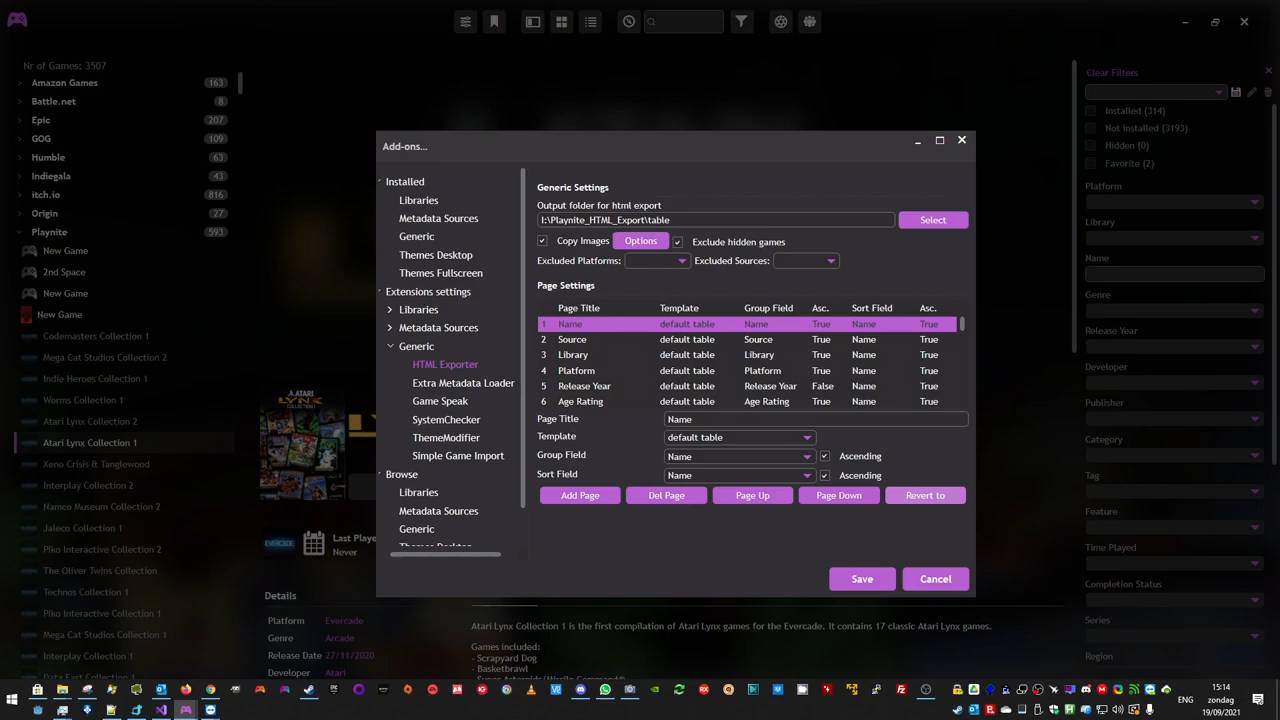 Nr of Games: 3507
Amazon Games 163
Battle.net 8
Epic 207
GOG 109
Humble 63
Indiegala 43
itch.io 816
Origin 27
Playnite 593
New Game
2nd Space
New Game
New Game
Codemasters Collection 1
Mega Cat Studios Collection 2
Indie Heroes Collection 1
Worms Collection 1
Atari Lynx Collection 2
Atari Lynx Collection 1
Xeno Crisis & Tanglewood
Interplay Collection 2
Namco Museum Collection 2
Jaleco Collection 1
Piko Interactive Collection 2
The Oliver Twins Collection
Technos Collection 1
Piko Interactive Collection 1
Mega Cat Studios Collection 1
Interplay Collection 1
Data East Collection 1
ATARI
LYNX
COLLECTION 1
EVERCADE
Last Playe
Never
Details
Platform Evercade
Genre Arcade
Release Date 27/11/2020
Developer Atari
Atari Lynx Collection 1 is the first compilation of Atari Lynx games for the Evercade. It contains 17 classic Atari Lynx games.
Games included:
- Scrapyard Dog
- Basketbrawl
- Super Asteroids/Missile Command®
Add-ons...
Installed
Libraries
Metadata Sources
Generic
Themes Desktop
Themes Fullscreen
Extensions settings
Libraries
Metadata Sources
Generic
HTML Exporter
Extra Metadata Loader
Game Speak
SystemChecker
ThemeModifier
Simple Game Import
Browse
Libraries
Metadata Sources
Generic
Themes Desktop
Generic Settings
Output folder for html export
I:\Playnite_HTML_Export\table Select
Copy Images Options Exclude hidden games
Excluded Platforms: Excluded Sources:
Page Settings
Page Title Template Group Field Asc. Sort Field Asc.
1 Name default table Name True Name True
2 Source default table Source True Name True
3 Library default table Library True Name True
4 Platform default table Platform True Name True
5 Release Year default table Release Year False Name True
6 Age Rating default table Age Rating True Name True
Page Title Name
Template default table
Group Field Name Ascending
Sort Field Name Ascending
Add Page Del Page Page Up Page Down Revert to
Save Cancel
Clear Filters
Installed (314)
Not installed (3193)
Hidden (0)
Favorite (2)
Platform
Library
Name
Genre
Release Year
Developer
Publisher
Category
Tag
Feature
Time Played
Completion Status
Series
Region
ENG
15:14
zondag
19/09/2021